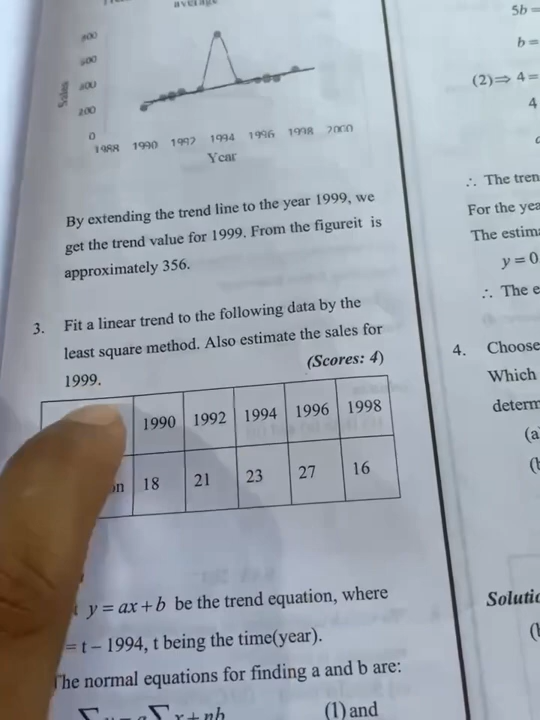 average
800
600
400
200
0
Sales
1988 1990 1992 1994 1996 1998 2000
Year
By extending the trend line to the year 1999, we
get the trend value for 1999. From the figureit is
approximately 356.
3. Fit a linear trend to the following data by the
least square method. Also estimate the sales for
1999. (Scores: 4)
1990 1992 1994 1996 1998
18 21 23 27 16
y = ax + b be the trend equation, where
= t – 1994, t being the time(year).
The normal equations for finding a and b are:
(1) and
5b =
b =
(2)⇒ 4 =
4
∴ The tren
For the yea
The estima
y = 0
∴ The e
4. Choose
Which
determ
(a
(b
Solutio
(b